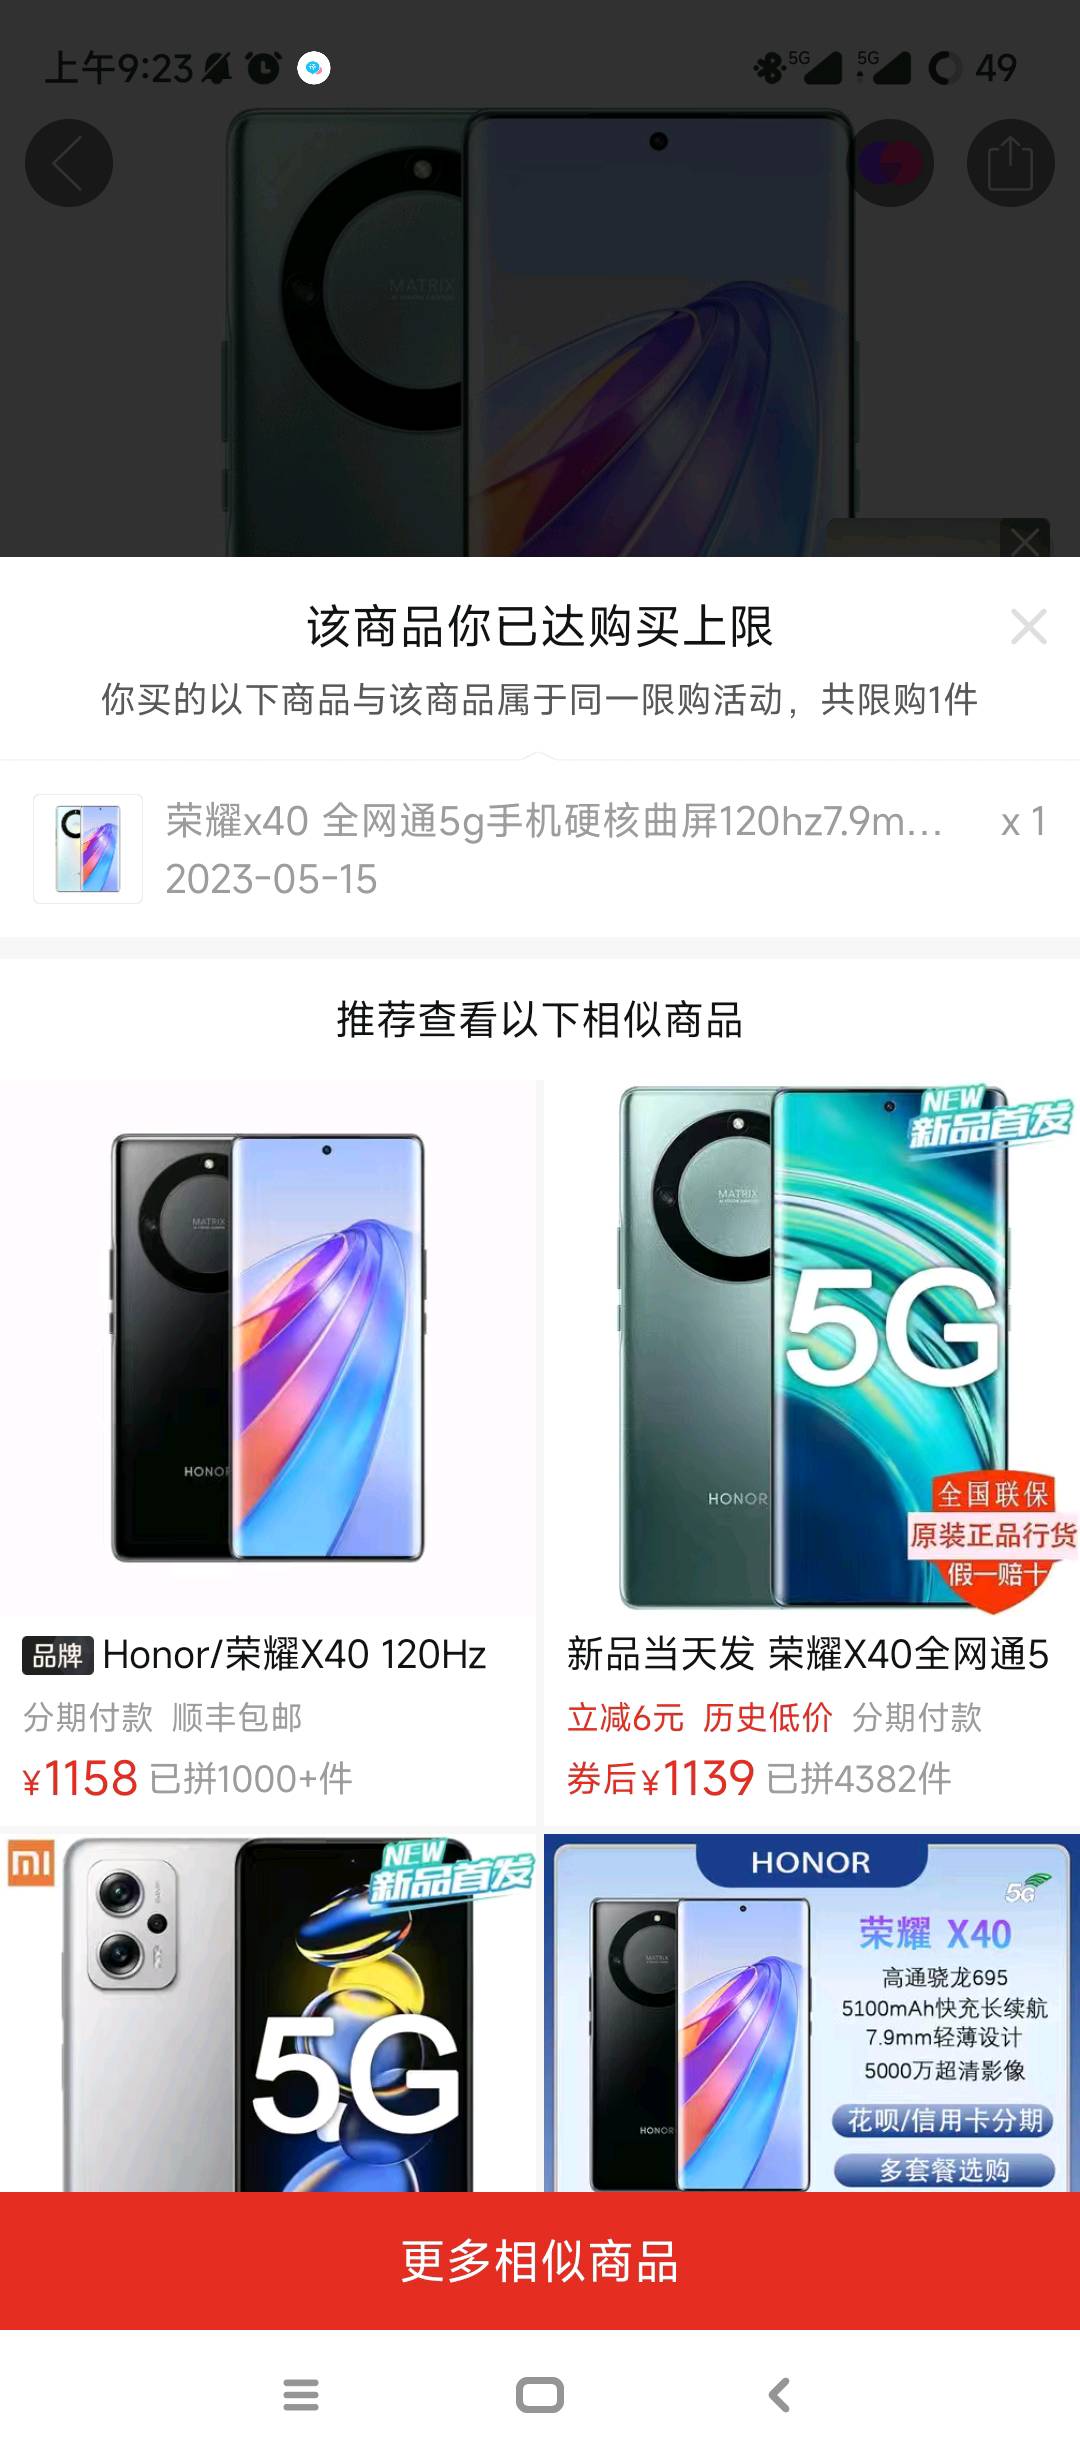 上午9:23
5G
5G
49
MATRIX
该商品你已达购买上限
你买的以下商品与该商品属于同一限购活动，共限购1件
荣耀x40 全网通5g手机硬核曲屏120hz7.9m...
x 1
2023-05-15
推荐查看以下相似商品
MATRIX
HONOR
NEW
新品首发
MATRIX
5G
HONOR
全国联保
原装正品行货
假一赔十
品牌 Honor/荣耀X40 120Hz
分期付款 顺丰包邮
¥1158 已拼1000+件
新品当天发 荣耀X40全网通5
立减6元 历史低价 分期付款
券后¥1139 已拼4382件
mi
NEW
新品首发
5G
HONOR
5G
荣耀 X40
高通骁龙695
5100mAh快充长续航
7.9mm轻薄设计
5000万超清影像
花呗/信用卡分期
多套餐选购
MATRIX
HONOR
更多相似商品